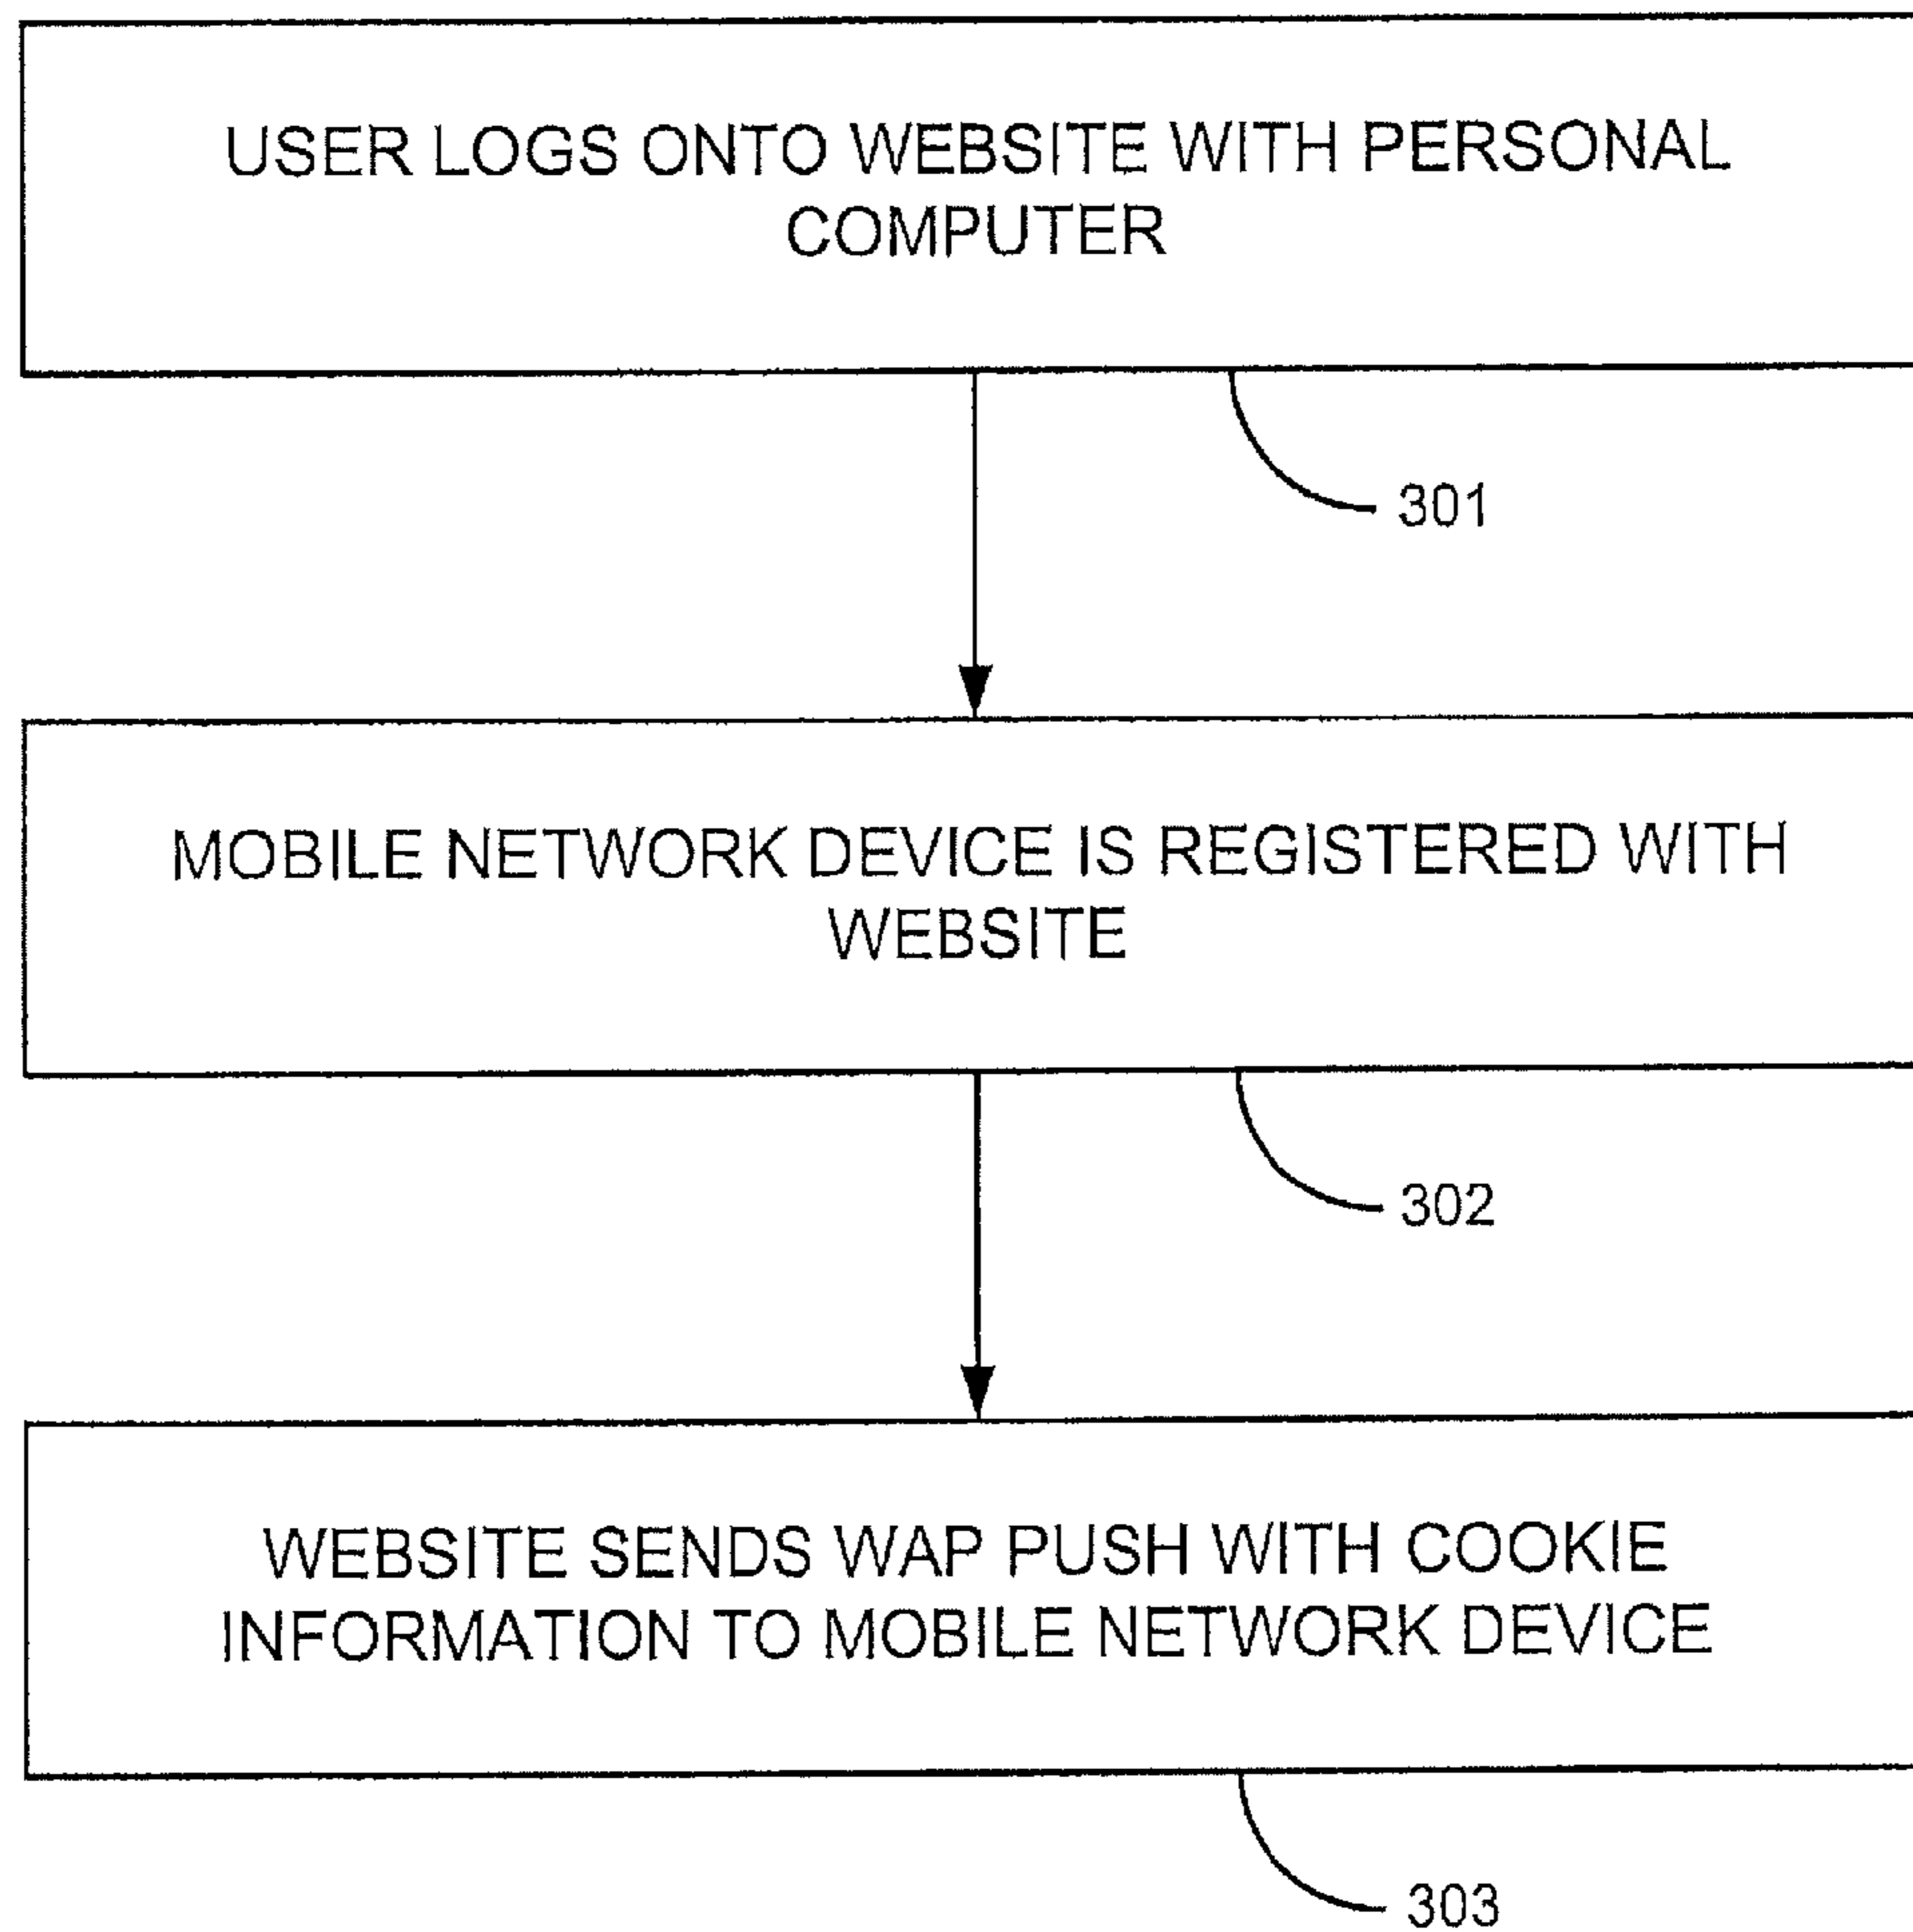 USER LOGS ONTO WEBSITE WITH PERSONAL
COMPUTER
301
MOBILE NETWORK DEVICE IS REGISTERED WITH
WEBSITE
302
WEBSITE SENDS WAP PUSH WITH COOKIE
INFORMATION TO MOBILE NETWORK DEVICE
303